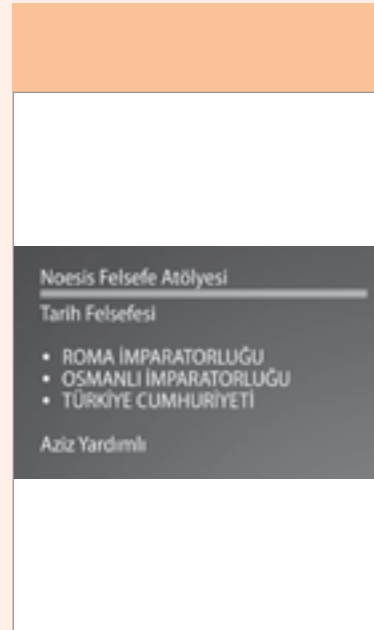 Noesis Felsefe Atölyesi
Tarih Felsefesi
• ROMA İMPARATORLUĞU
• OSMANLI İMPARATORLUĞU
• TÜRKİYE CUMHURİYETİ
Aziz Yardımlı